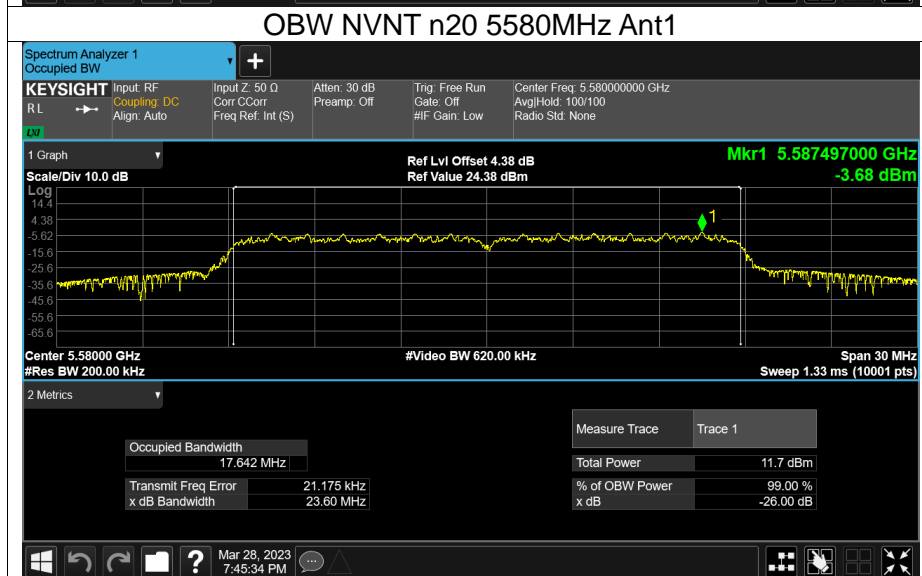 OBW NVNT n20 5580MHz Ant1
Spectrum Analyzer 1
Occupied BW
+
KEYSIGHT Input: RF Input Z: 50 Ω Atten: 30 dB Trig: Free Run Center Freq: 5.580000000 GHz
R L Coupling: DC Corr CCorr Preamp: Off Gate: Off Avg|Hold: 100/100
Align: Auto Freq Ref: Int (S) #IF Gain: Low Radio Std: None
LXI
1 Graph Ref Lvl Offset 4.38 dB Mkr1 5.587497000 GHz
Scale/Div 10.0 dB Ref Value 24.38 dBm -3.68 dBm
Log
14.4
4.38
1
-5.62
-15.6
-25.6
-35.6
-45.6
-55.6
-65.6
Center 5.58000 GHz #Video BW 620.00 kHz Span 30 MHz
#Res BW 200.00 kHz Sweep 1.33 ms (10001 pts)
2 Metrics
Measure Trace Trace 1
Occupied Bandwidth
17.642 MHz Total Power 11.7 dBm
Transmit Freq Error 21.175 kHz % of OBW Power 99.00 %
x dB Bandwidth 23.60 MHz x dB -26.00 dB
? Mar 28, 2023
7:45:34 PM